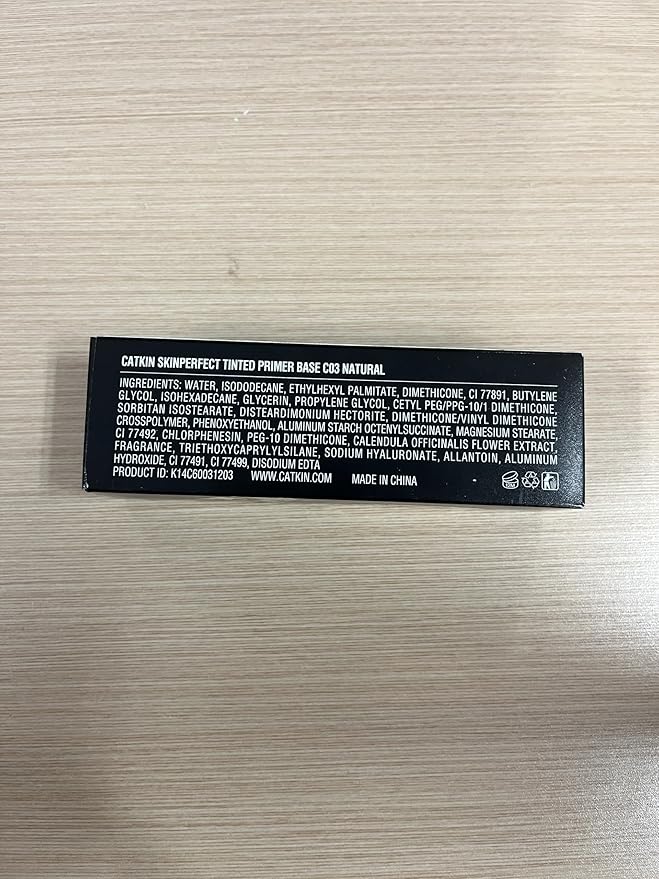 CATKIN SKINPERFECT TINTED PRIMER BASE C03 NATURAL
INGREDIENTS: WATER, ISODODECANE, ETHYLHEXYL PALMITATE, DIMETHICONE, CI 77891, BUTYLENE
GLYCOL, ISOHEXADECANE, GLYCERIN, PROPYLENE GLYCOL, CETYL PEG/PPG-10/1 DIMETHICONE,
SORBITAN ISOSTEARATE, DISTEARDIMONIUM HECTORITE, DIMETHICONE/VINYL DIMETHICONE
CROSSPOLYMER, PHENOXYETHANOL, ALUMINUM STARCH OCTENYLSUCCINATE, MAGNESIUM STEARATE,
CI 77492, CHLORPHENESIN, PEG-10 DIMETHICONE, CALENDULA OFFICINALIS FLOWER EXTRACT,
FRAGRANCE, TRIETHOXYCAPRYLYLSILANE, SODIUM HYALURONATE, ALLANTOIN, ALUMINUM
HYDROXIDE, CI 77491, CI 77499, DISODIUM EDTA
PRODUCT ID: K14C60031203 WWW.CATKIN.COM MADE IN CHINA